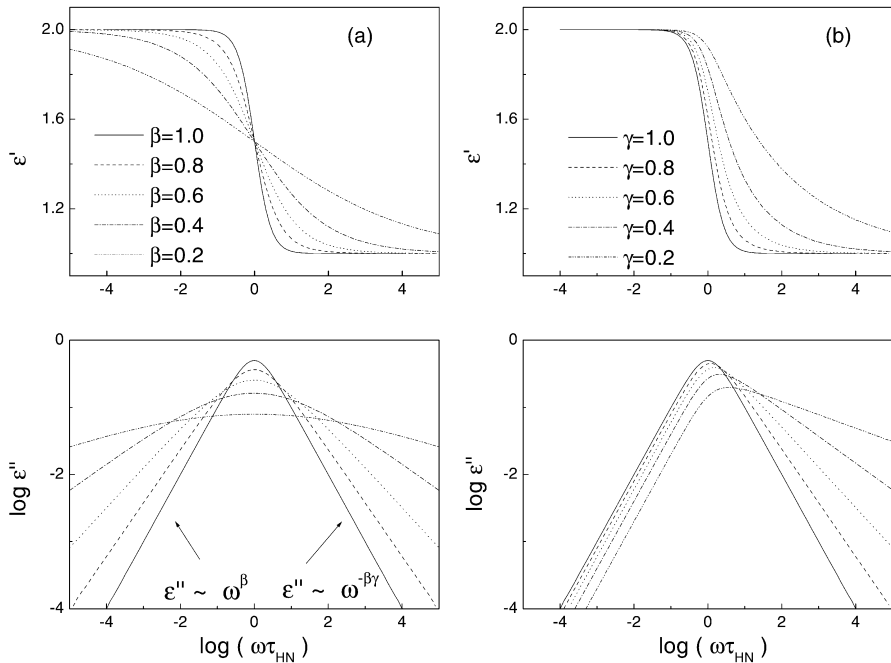 2.0
1.6
1.2
ε'
(a)
β=1.0
β=0.8
β=0.6
β=0.4
β=0.2
-4 -2 0 2 4
(b)
ε'
2.0
1.6
1.2
γ=1.0
γ=0.8
γ=0.6
γ=0.4
γ=0.2
-4 -2 0 2 4
0
-2
-4
log ε''
ε'' ~ ω^β
ε'' ~ ω^-βγ
-4 -2 0 2 4
log ( ωτ_HN )
0
-2
-4
log ε''
-4 -2 0 2 4
log ( ωτ_HN )